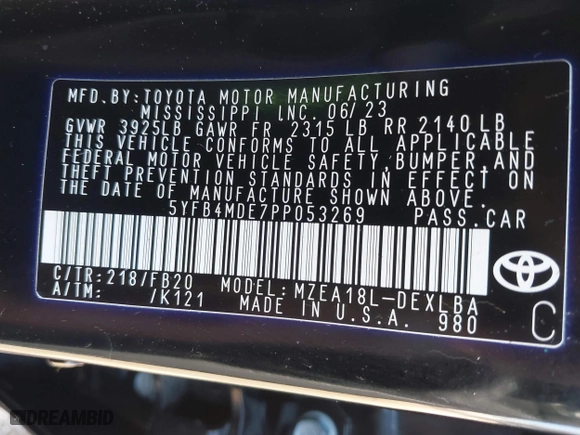 MFD.BY:TOYOTA MOTOR MANUFACTURING
MISSISSIPPI INC. 06/23
GVWR 3925LB GAWR FR 2315 LB RR 2140 LB
THIS VEHICLE CONFORMS TO ALL APPLICABLE
FEDERAL MOTOR VEHICLE SAFETY, BUMPER, AND
THEFT PREVENTION STANDARDS IN EFFECT ON
THE DATE OF MANUFACTURE SHOWN ABOVE.
5YFB4MDE7PP053269 PASS.CAR
C/TR:218/FB20 MODEL:MZEA18L-DEXLBA
A/TM: /K121 MADE IN U.S.A. 980
C
DREAMBID